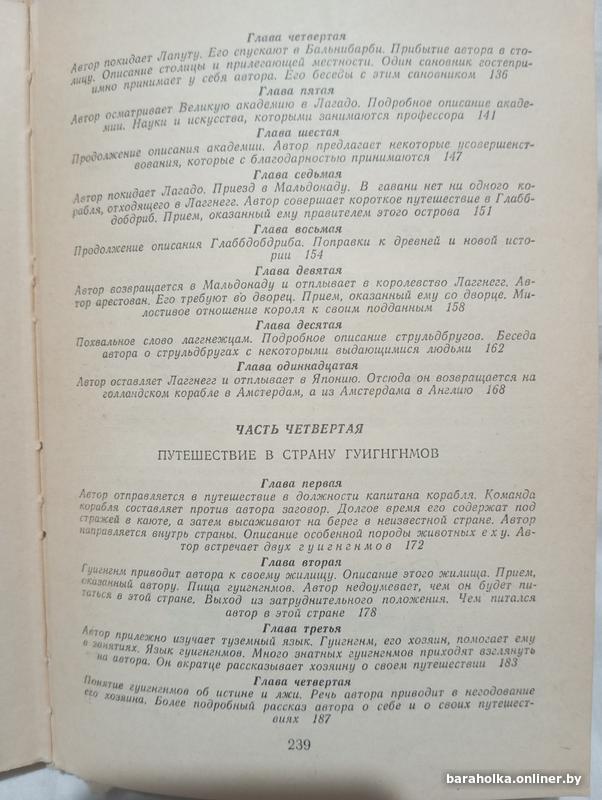 Глава четвертая
Автор покидает Лапуту. Его спускают в Бальнибарби. Прибытие автора в сто-
лицу. Описание столицы и прилегающей местности. Один сановник гостепри-
имно принимает у себя автора. Его беседы с этим сановником 136
Глава пятая
Автор осматривает Великую академию в Лагадо. Подробное описание акаде-
мии. Науки и искусства, которыми занимаются профессора 141
Глава шестая
Продолжение описания академии. Автор предлагает некоторые усовершенст-
вования, которые с благодарностью принимаются 147
Глава седьмая
Автор покидает Лагадо. Приезд в Мальдонаду. В гавани нет ни одного ко-
рабля, отходящего в Лаггнегг. Автор совершает короткое путешествие в Глабб-
добдриб. Прием, оказанный ему правителем этого острова 151
Глава восьмая
Продолжение описания Глаббдобдриба. Поправки к древней и новой исто-
рии 154
Глава девятая
Автор возвращается в Мальдонаду и отплывает в королевство Лаггнегг. Ав-
тор арестован. Его требуют во дворец. Прием, оказанный ему во дворце. Ми-
лостивое отношение короля к своим подданным 158
Глава десятая
Похвальное слово лаггнежцам. Подробное описание струльдбругов. Беседа
автора о струльдбругах с некоторыми выдающимися людьми 162
Глава одиннадцатая
Автор оставляет Лаггнегг и отплывает в Японию. Отсюда он возвращается на
голландском корабле в Амстердам, а из Амстердама в Англию 168
ЧАСТЬ ЧЕТВЕРТАЯ
ПУТЕШЕСТВИЕ В СТРАНУ ГУИГНГНМОВ
Глава первая
Автор отправляется в путешествие в должности капитана корабля. Команда
корабля составляет против автора заговор. Долгое время его содержат под
стражей в каюте, а затем высаживают на берег в неизвестной стране. Автор
направляется внутрь страны. Описание особенной породы животных еху. Ав-
тор встречает двух гуигнгнмов 172
Глава вторая
Гуигнгнм приводит автора к своему жилищу. Описание этого жилища. Прием,
оказанный автору. Пища гуигнгнмов. Автор недоумевает, чем он будет пи-
таться в этой стране. Выход из затруднительного положения. Чем питался
автор в этой стране 178
Глава третья
Автор прилежно изучает туземный язык. Гуигнгнм, его хозяин, помогает ему
в занятиях. Язык гуигнгнмов. Много знатных гуигнгнмов приходят взглянуть
на автора. Он вкратце рассказывает хозяину о своем путешествии 183
Глава четвертая
Понятие гуигнгнмов об истине и лжи. Речь автора приводит в негодование
его хозяина. Более подробный рассказ автора о себе и о своих путешест-
виях 187
239
baraholka.onliner.by